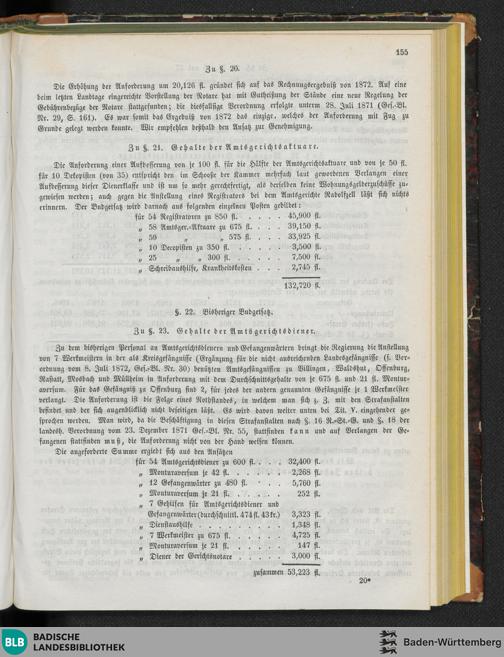 155
Zu §. 20.
Die Erhöhung der Anforderung um 20,126 fl. gründet sich auf das Rechnungsergebniß von 1872. Auf eine
beim letzten Landtage eingereichte Vorstellung der Notare hat mit Gutheißung der Stände eine neue Regelung der
Gebührenbezüge der Notare stattgefunden; die diesfallsige Verordnung erfolgte unterm 28. Juli 1871 (Ges.-Bl.
Nr. 29, S. 161). Es war somit das Ergebniß von 1872 das einzige, welches der Anforderung mit Fug zu
Grunde gelegt werden konnte. Wir empfehlen deßhalb den Ansatz zur Genehmigung.
Zu §. 21. Gehalte der Amtsgerichtsaktuare.
Die Anforderung einer Aufbesserung von je 100 fl. für die Hälfte der Amtsgerichtsaktuare und von je 50 fl.
für 10 Dekopisten (von 35) entspricht den im Schooße der Kammer mehrfach laut gewordenen Verlangen einer
Aufbesserung dieser Dienerklasse und ist um so mehr gerechtfertigt, als derselben keine Wohnungsgelderzuschüsse zu-
gewiesen werden; auch gegen die Anstellung eines Registrators bei dem Amtsgerichte Radolfzell läßt sich nichts
erinnern. Der Budgetsatz wird darnach aus folgenden einzelnen Posten gebildet:
für 54 Registratoren zu 850 fl. . . . . . 45,900 fl.
„ 58 Amtsger.-Aktuare zu 675 fl. . . . . 39,150 fl.
„ 59 „ „ „ 575 fl. . . . . 33,925 fl.
„ 10 Decopisten zu 350 fl. . . . . . 3,500 fl.
„ 25 „ „ 300 fl. . . . . . 7,500 fl.
„ Schreibaushilfe, Krankheitskosten . . . 2,745 fl.
132,720 fl.
§. 22. Bisheriger Budgetsatz.
Zu §. 23. Gehalte der Amtsgerichtsdiener.
Zu dem bisherigen Personal an Amtsgerichtsdienern und Gefangenwärtern bringt die Regierung die Anstellung
von 7 Werkmeistern in der als Kreisgefängnisse (Ergänzung für die nicht ausreichenden Landesgefängnisse (s. Ver-
ordnung vom 8. Juli 1872, Ges.-Bl. Nr. 30) benützten Amtsgefängnissen zu Villingen, Waldshut, Offenburg,
Rastatt, Mosbach und Müllheim in Anforderung mit dem Durchschnittsgehalte von je 675 fl. und 21 fl. Montur-
aversum. Für das Gefängniß zu Offenburg sind 2, für jedes der andern genannten Gefängnisse je 1 Werkmeister
verlangt. Die Anforderung ist die Folge eines Nothstandes, in welchem man sich z. Z. mit den Strafanstalten
befindet und der sich augenblicklich nicht beseitigen läßt. Es wird davon weiter unten bei Tit. V. eingehender ge-
sprochen werden. Man wird, da die Beschäftigung in diesen Strafanstalten nach §. 16 R.-St.-G. und §. 18 der
landesh. Verordnung vom 23. Dezember 1871 Ges.-Bl. Nr. 55, stattfinden kann und auf Verlangen der Ge-
fangenen stattfinden muß, die Anforderung nicht von der Hand weisen können.
Die angeforderte Summe ergiebt sich aus den Ansätzen
für 54 Amtsgerichtsdiener zu 600 fl. . . . 32,400 fl.
„ Monturaversum je 42 fl. . . . . . . 2,268 fl.
„ 12 Gefangenwärter zu 480 fl. . . . . 5,760 fl.
„ Monturaversum je 21 fl. . . . . . . 252 fl.
„ 7 Gehilfen für Amtsgerichtsdiener und
Gefangenwärter (durchschnittl. 474 fl. 43 kr.) 3,323 fl.
„ Dienstaushilfe . . . . . . . . . 1,348 fl.
„ 7 Werkmeister zu 675 fl. . . . . . . 4,725 fl.
„ Monturaversum je 21 fl. . . . . . . 147 fl.
„ Diener der Gerichtsnotare . . . . . 3,000 fl.
zusammen 53,223 fl.
20*
BLB BADISCHE
LANDESBIBLIOTHEK
Baden-Württemberg